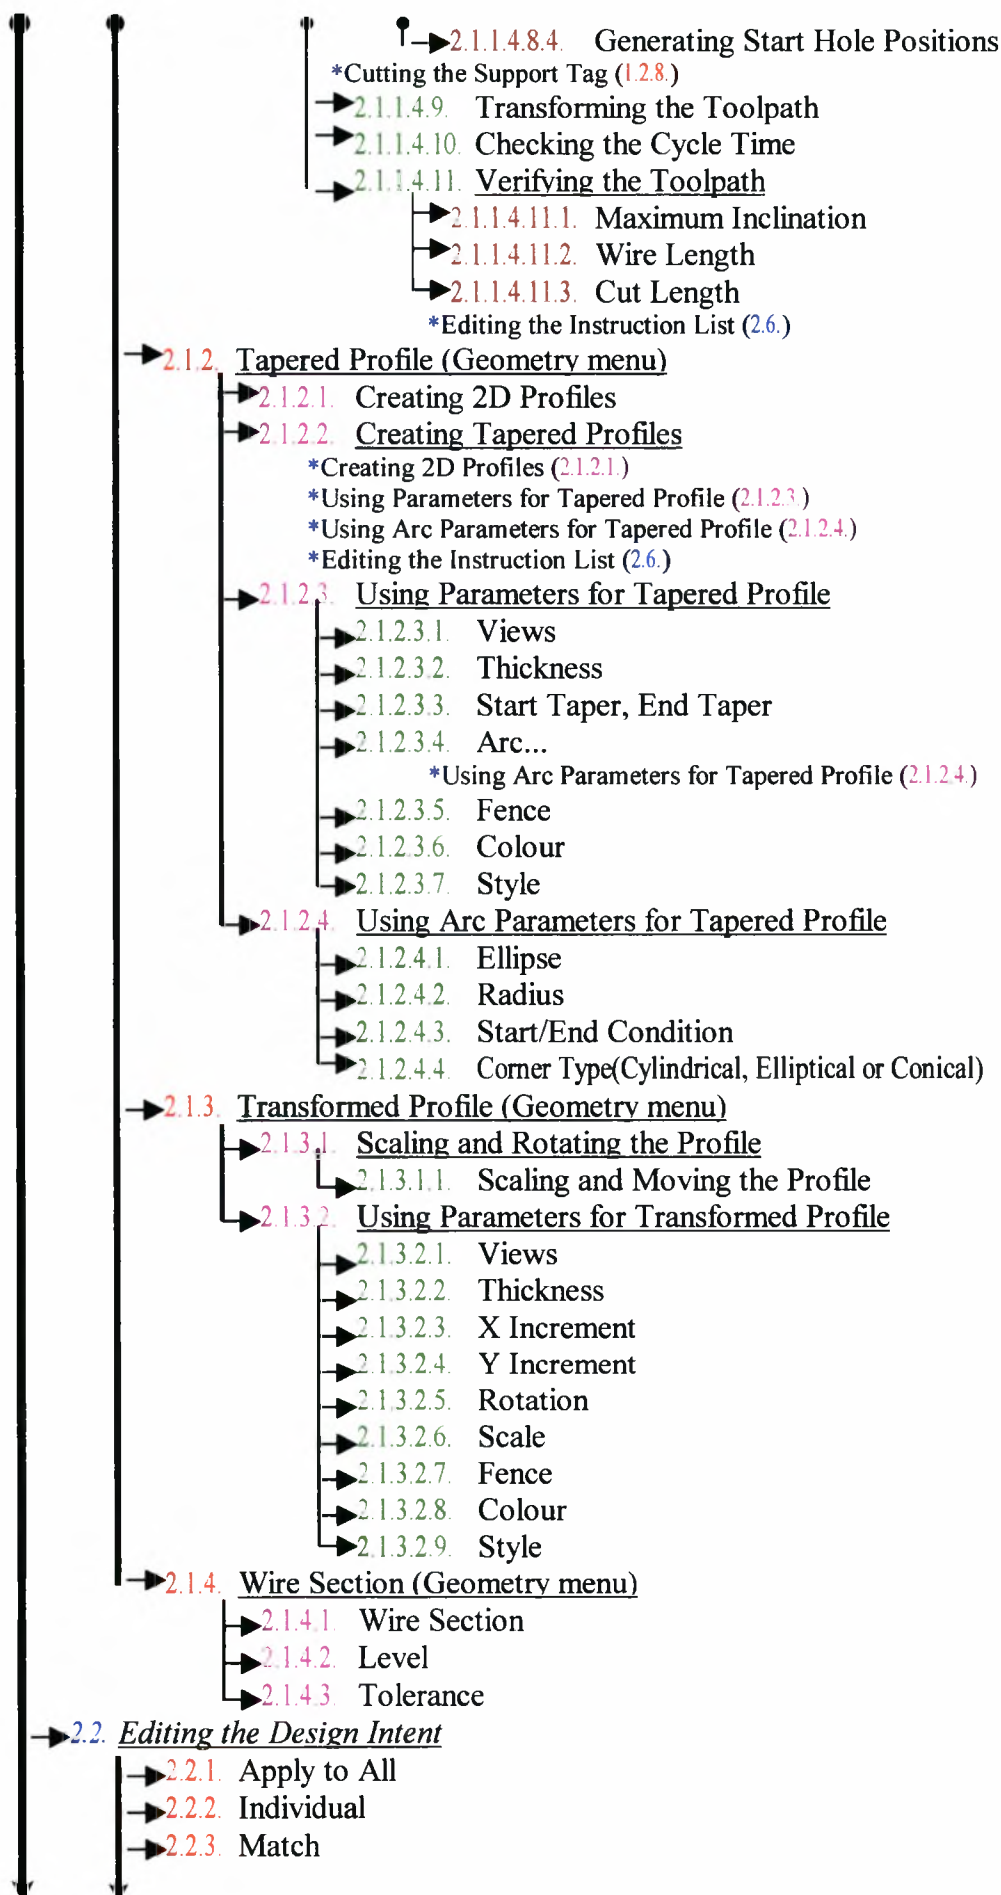 2.1.1.4.8.4. Generating Start Hole Positions
*Cutting the Support Tag (1.2.8.)
2.1.1.4.9. Transforming the Toolpath
2.1.1.4.10. Checking the Cycle Time
2.1.1.4.11. Verifying the Toolpath
2.1.1.4.11.1. Maximum Inclination
2.1.1.4.11.2. Wire Length
2.1.1.4.11.3. Cut Length
*Editing the Instruction List (2.6.)
2.1.2. Tapered Profile (Geometry menu)
2.1.2.1. Creating 2D Profiles
2.1.2.2. Creating Tapered Profiles
*Creating 2D Profiles (2.1.2.1.)
*Using Parameters for Tapered Profile (2.1.2.3.)
*Using Arc Parameters for Tapered Profile (2.1.2.4.)
*Editing the Instruction List (2.6.)
2.1.2.3. Using Parameters for Tapered Profile
2.1.2.3.1. Views
2.1.2.3.2. Thickness
2.1.2.3.3. Start Taper, End Taper
2.1.2.3.4. Arc...
*Using Arc Parameters for Tapered Profile (2.1.2.4.)
2.1.2.3.5. Fence
2.1.2.3.6. Colour
2.1.2.3.7. Style
2.1.2.4. Using Arc Parameters for Tapered Profile
2.1.2.4.1. Ellipse
2.1.2.4.2. Radius
2.1.2.4.3. Start/End Condition
2.1.2.4.4. Corner Type(Cylindrical, Elliptical or Conical)
2.1.3. Transformed Profile (Geometry menu)
2.1.3.1. Scaling and Rotating the Profile
2.1.3.1.1. Scaling and Moving the Profile
2.1.3.2. Using Parameters for Transformed Profile
2.1.3.2.1. Views
2.1.3.2.2. Thickness
2.1.3.2.3. X Increment
2.1.3.2.4. Y Increment
2.1.3.2.5. Rotation
2.1.3.2.6. Scale
2.1.3.2.7. Fence
2.1.3.2.8. Colour
2.1.3.2.9. Style
2.1.4. Wire Section (Geometry menu)
2.1.4.1. Wire Section
2.1.4.2. Level
2.1.4.3. Tolerance
2.2. Editing the Design Intent
2.2.1. Apply to All
2.2.2. Individual
2.2.3. Match